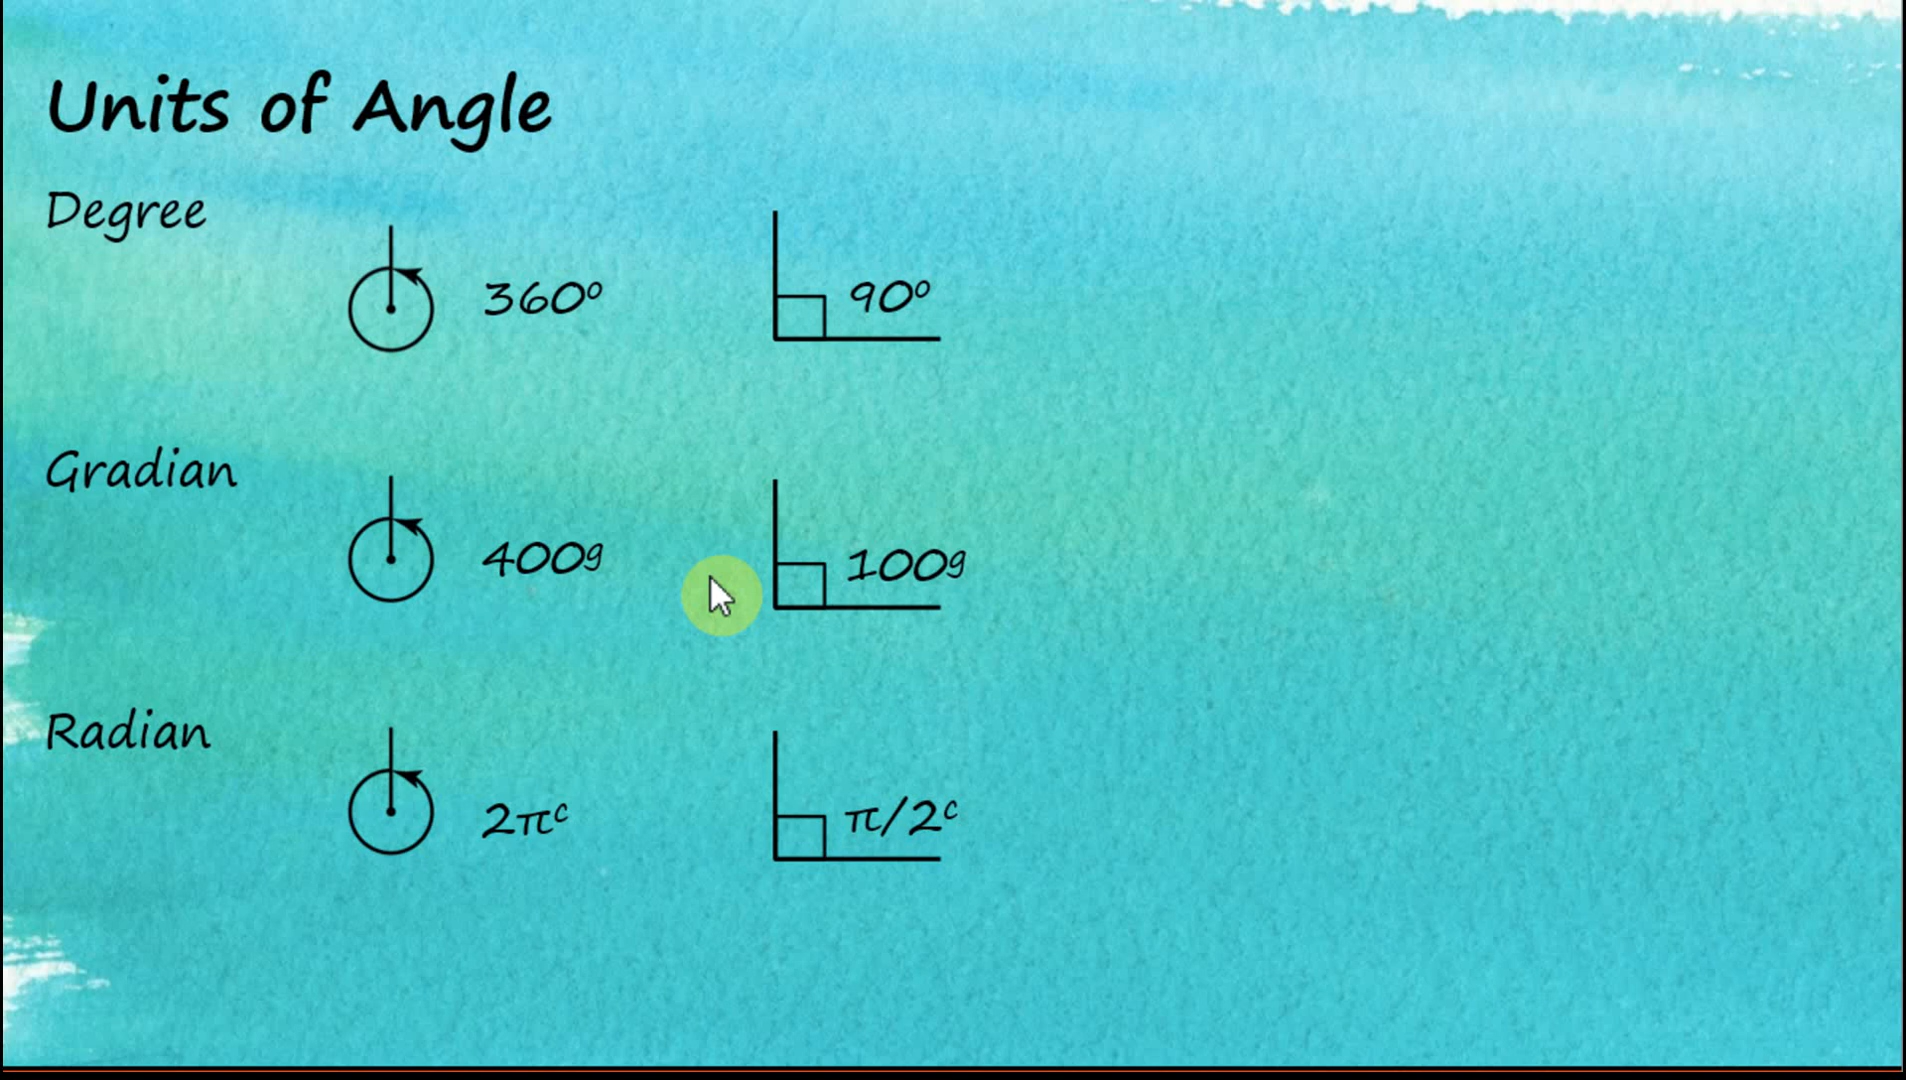 Units of Angle
Degree
360° 90°
Gradian
400ᵍ 100ᵍ
Radian
2πᶜ π/2ᶜ